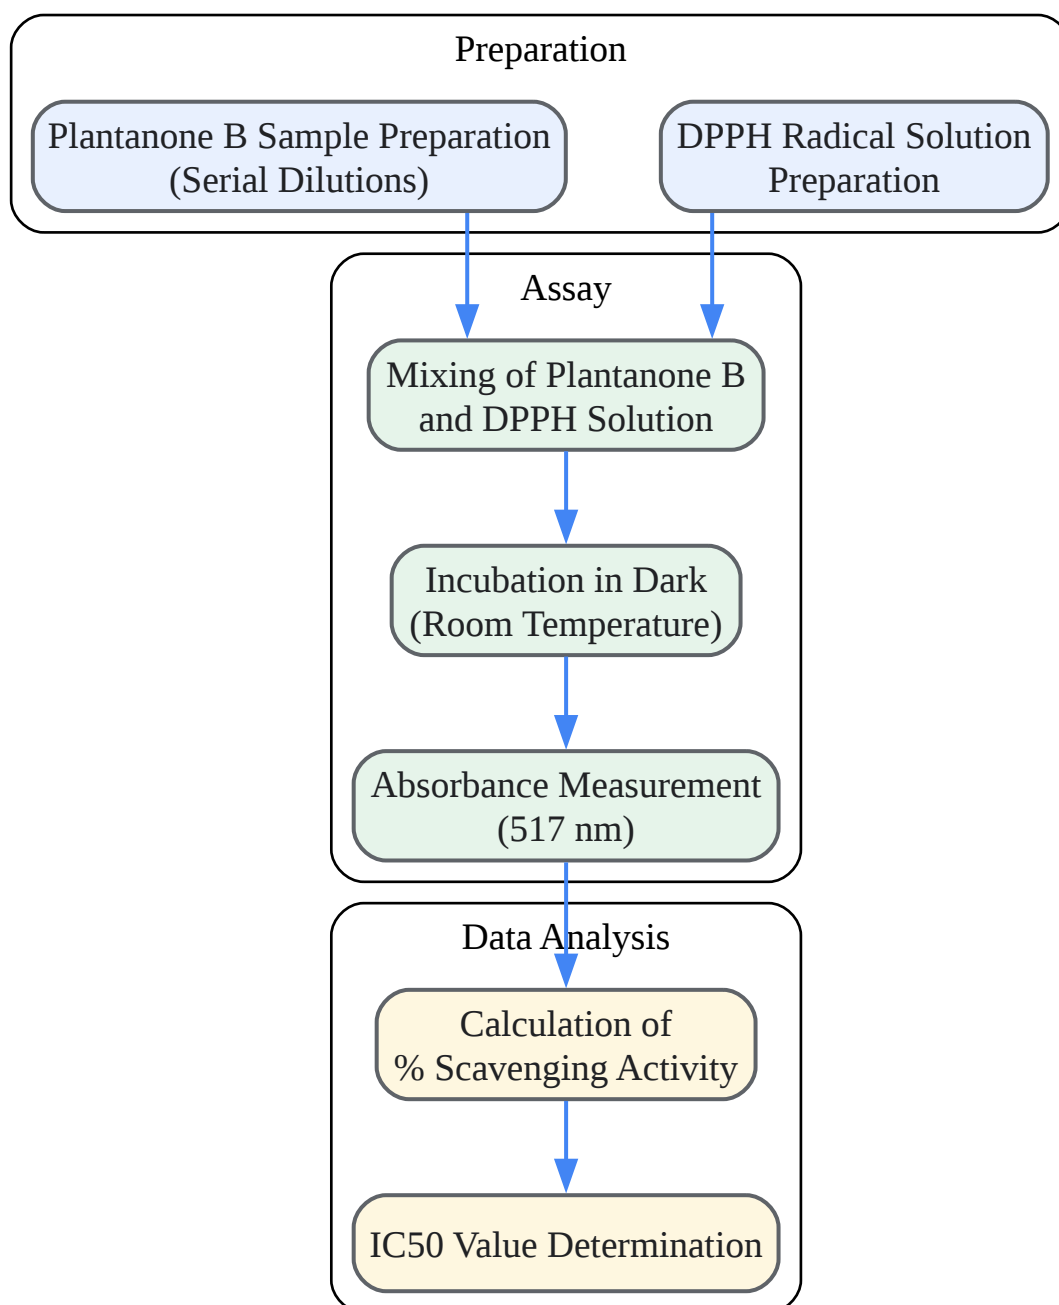 Preparation
Plantanone B Sample Preparation
(Serial Dilutions)
DPPH Radical Solution
Preparation
Assay
Mixing of Plantanone B
and DPPH Solution
Incubation in Dark
(Room Temperature)
Absorbance Measurement
(517 nm)
Data Analysis
Calculation of
% Scavenging Activity
IC50 Value Determination